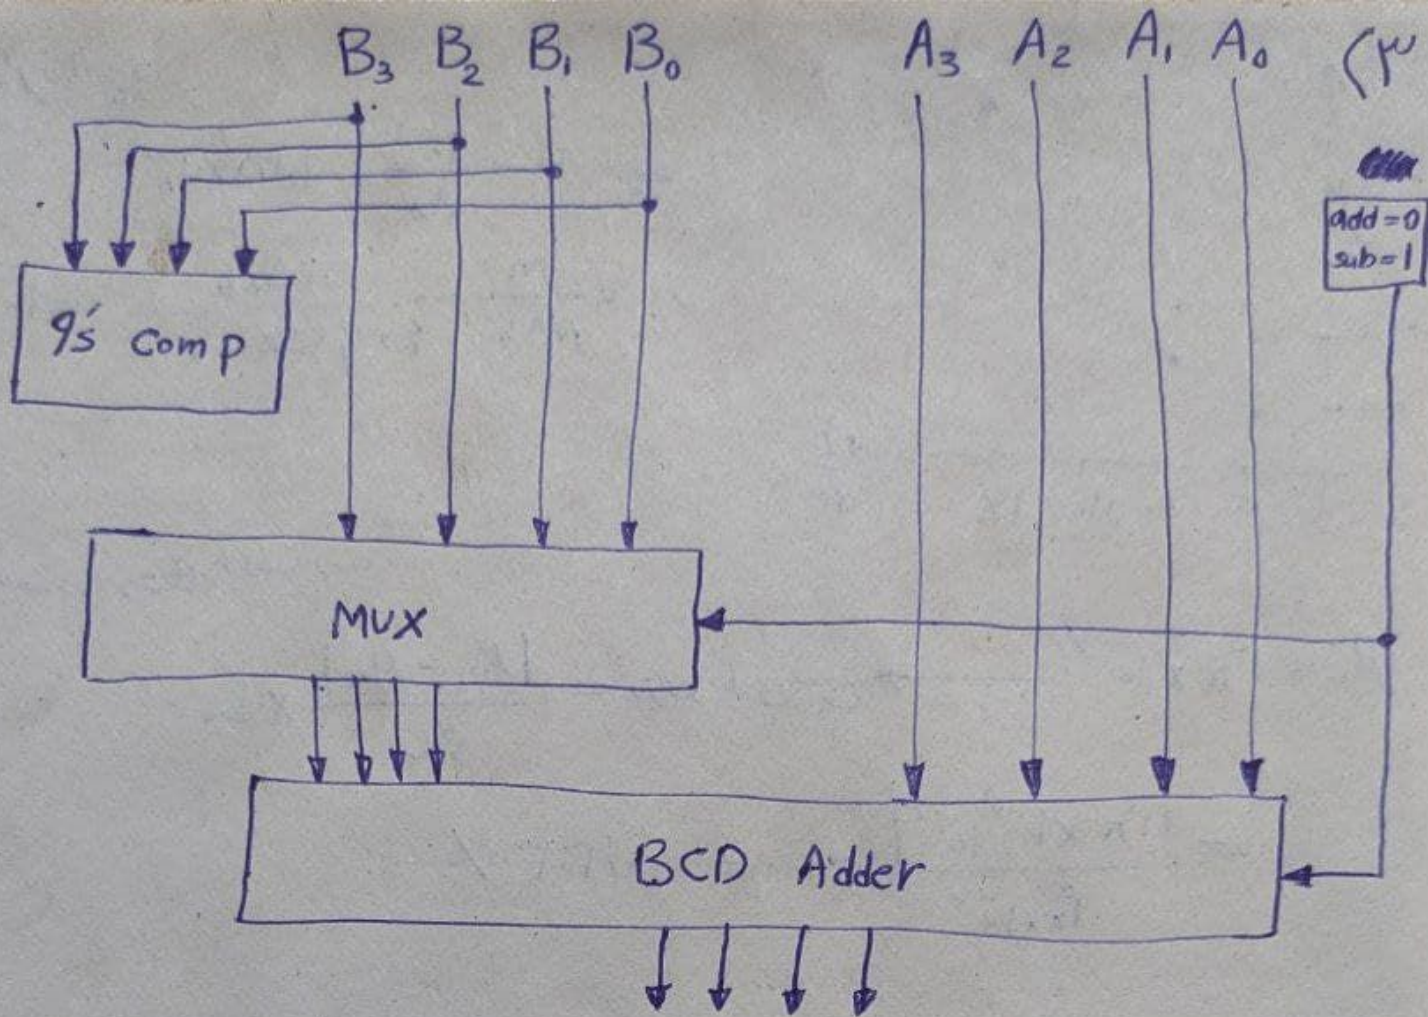 (۳
B₃ B₂ B₁ B₀ A₃ A₂ A₁ A₀
add=0
sub=1
9's Comp
MUX
BCD Adder